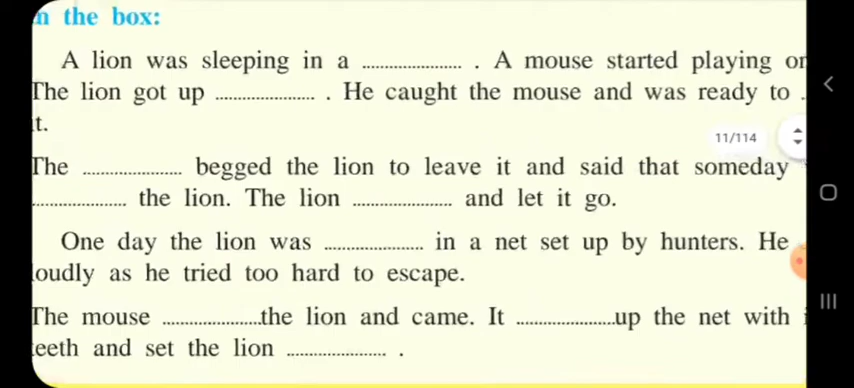 the box:
A lion was sleeping in a .................... . A mouse started playing
The lion got up .................... . He caught the mouse and was ready to
it.
11/114
The .................... begged the lion to leave it and said that someday
.................... the lion. The lion .................... and let it go.
One day the lion was .................... in a net set up by hunters. He
loudly as he tried too hard to escape.
The mouse ....................the lion and came. It ....................up the net with
teeth and set the lion .................... .